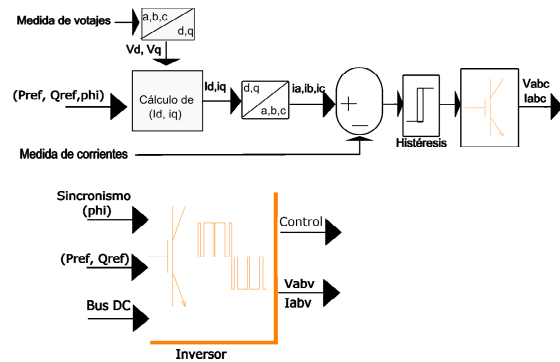 Medida de votajes
a,b,c
d,q
Vd, Vq
(Pref, Qref,phi)
Cálculo de
(Id, iq)
Id,iq
d,q
a,b,c
ia,ib,ic
Histéresis
Vabc
Iabc
Medida de corrientes
Sincronismo
(phi)
(Pref, Qref)
Bus DC
Control
Vabv
Iabv
Inversor